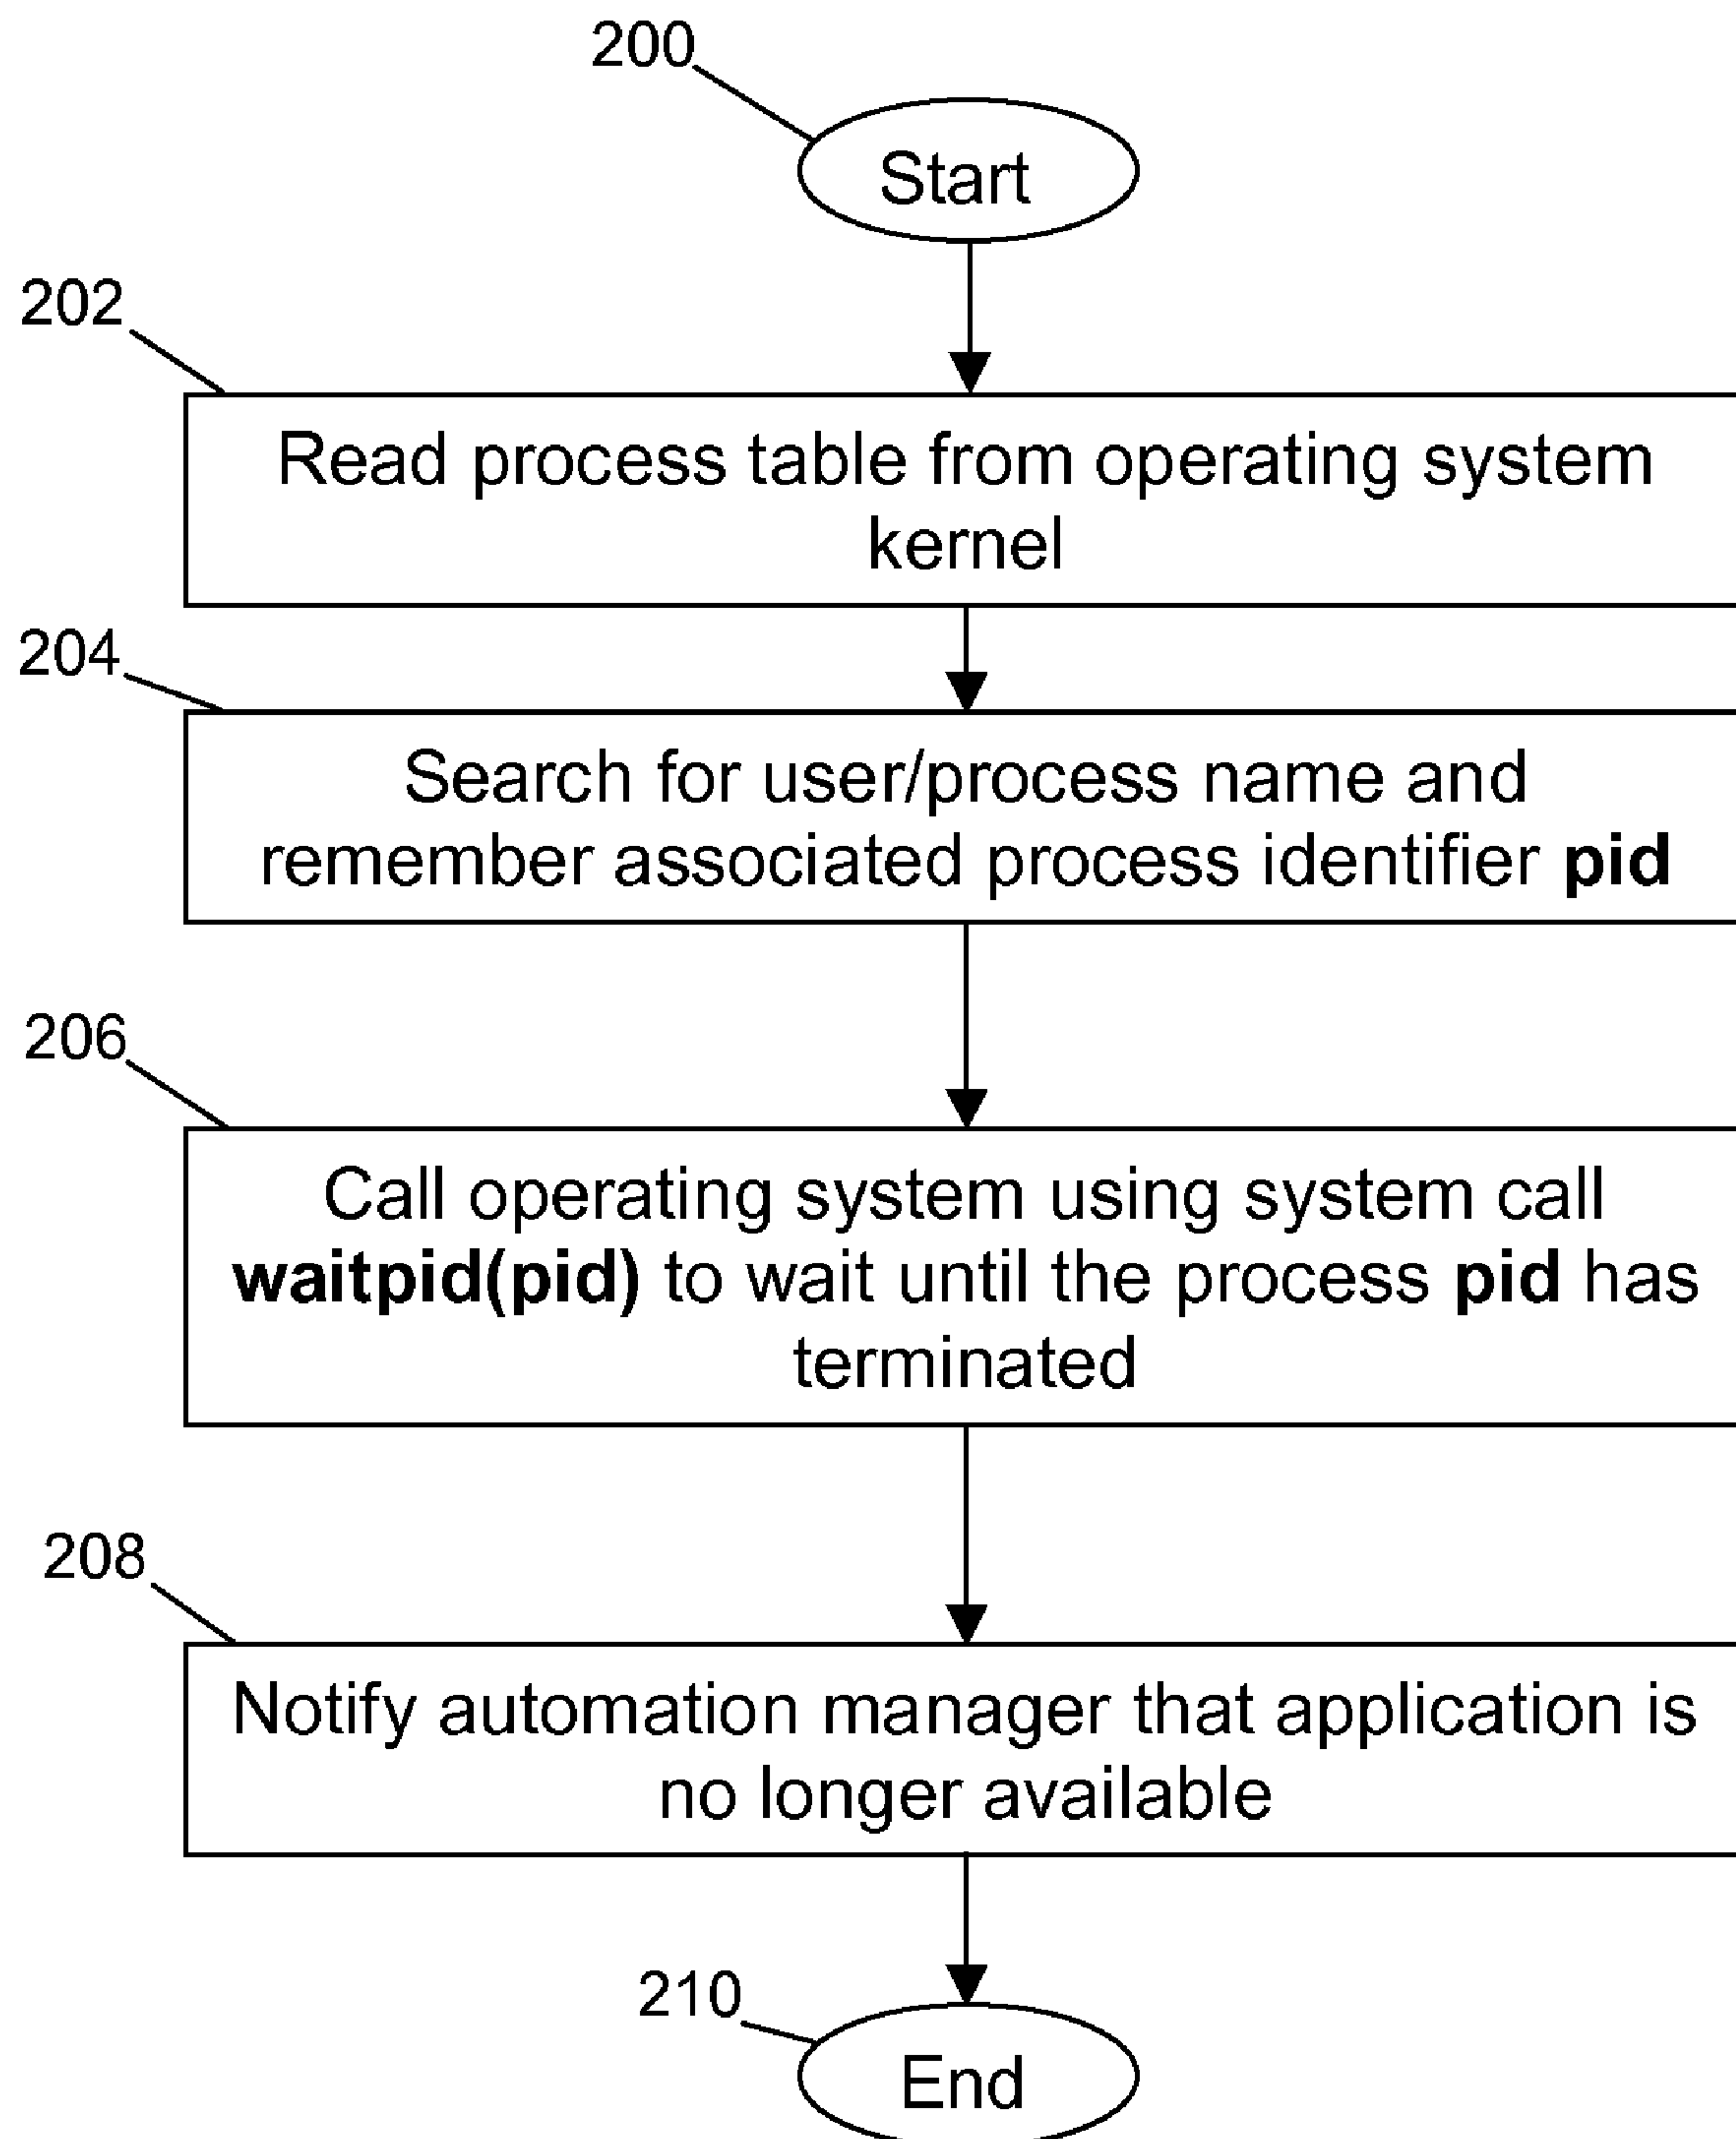 200
Start
202
Read process table from operating system
kernel
204
Search for user/process name and
remember associated process identifier pid
206
Call operating system using system call
waitpid(pid) to wait until the process pid has
terminated
208
Notify automation manager that application is
no longer available
210
End